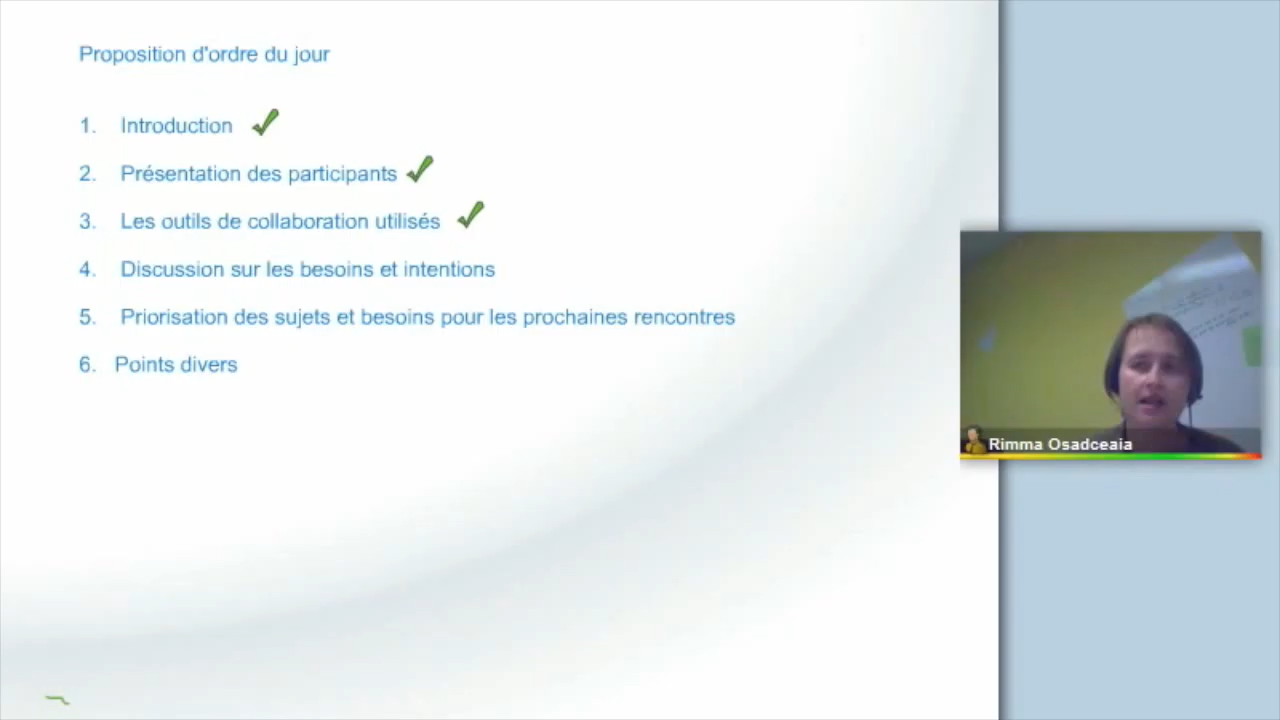 Proposition d'ordre du jour
1. Introduction
2. Présentation des participants
3. Les outils de collaboration utilisés
4. Discussion sur les besoins et intentions
5. Priorisation des sujets et besoins pour les prochaines rencontres
6. Points divers
Rimma Osadceaia